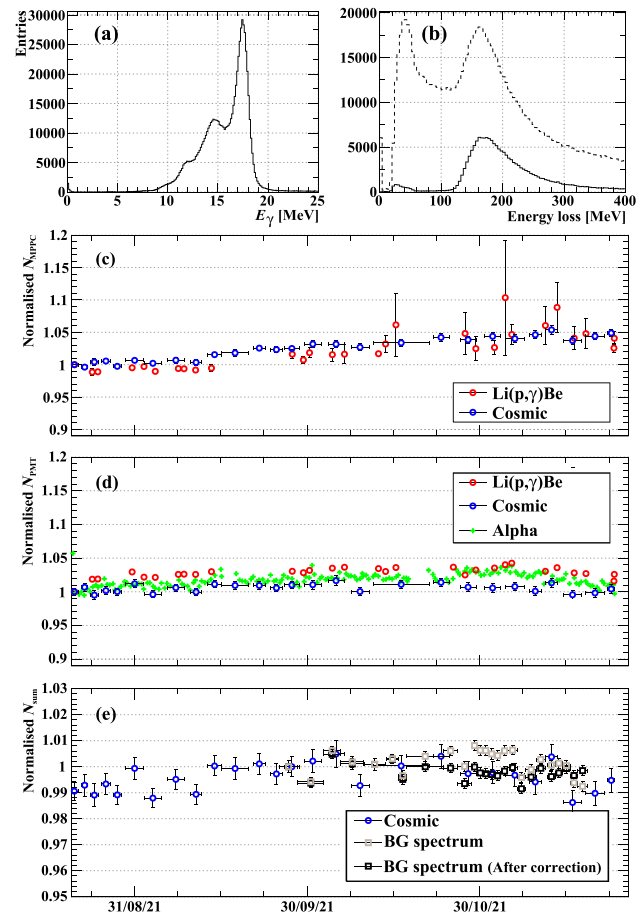 Entries
30000
25000
20000
15000
10000
5000
0
(a)
0 5 10 15 20 25
Eγ [MeV]
20000
15000
10000
5000
0
(b)
0 100 200 300 400
Energy loss [MeV]
Normalised N_MPPC
1.2
1.15
1.1
1.05
1
0.95
0.9
(c)
Li(p,γ)Be
Cosmic
Normalised N_PMT
1.2
1.15
1.1
1.05
1
0.95
0.9
(d)
Li(p,γ)Be
Cosmic
Alpha
Normalised N_sum
1.03
1.02
1.01
1
0.99
0.98
0.97
0.96
0.95
(e)
Cosmic
BG spectrum
BG spectrum (After correction)
31/08/21 30/09/21 30/10/21